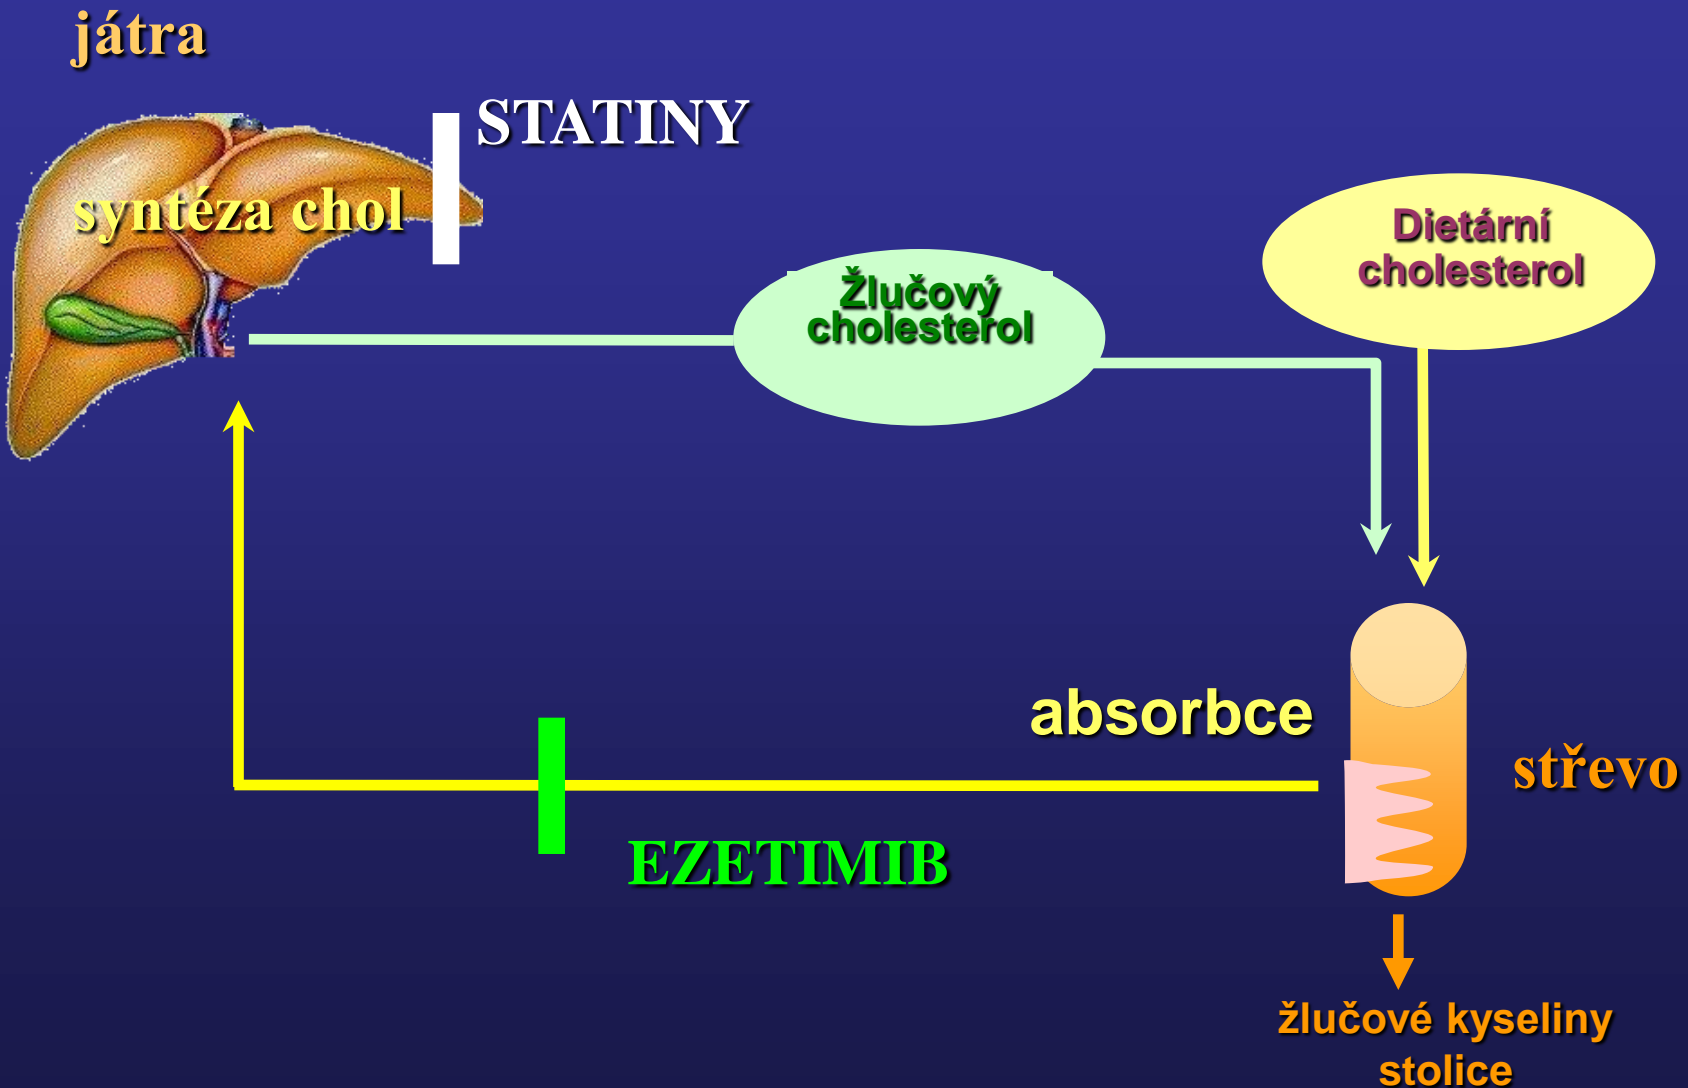 játra
STATINY
syntéza chol
Dietární
cholesterol
Žlučový
cholesterol
absorbce
střevo
EZETIMIB
žlučové kyseliny
stolice